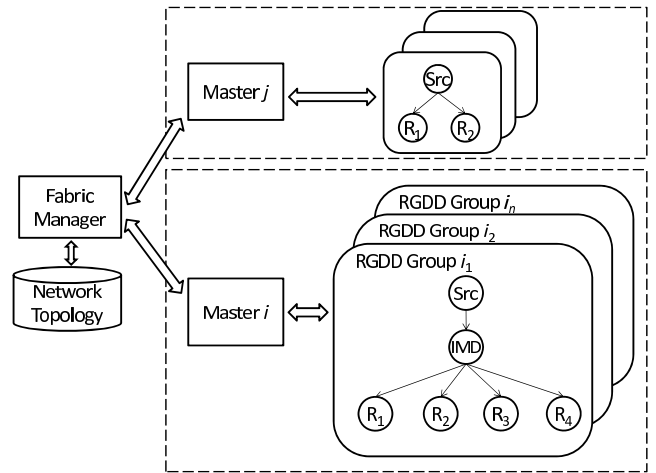 Src
Master j
R1 R2
Fabric
Manager
Network
Topology
RGDD Group in
RGDD Group i2
RGDD Group i1
Src
Master i
IMD
R1 R2 R3 R4